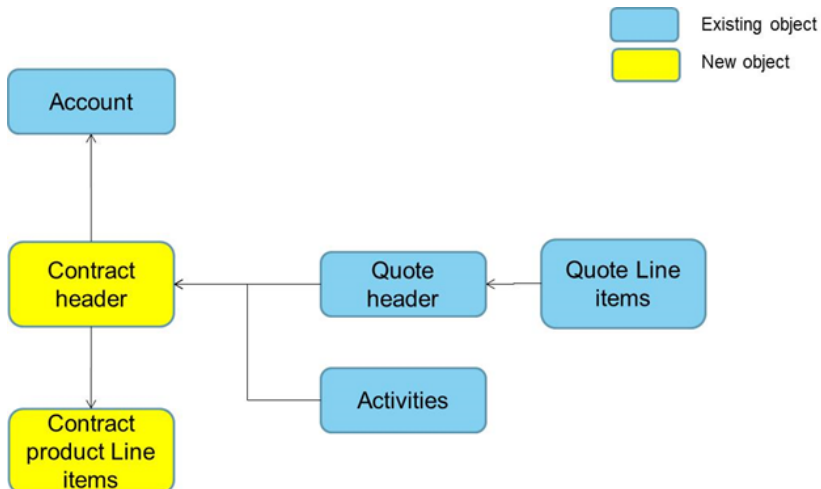 Existing object
New object
Account
Contract
header
Quote
header
Quote Line
items
Activities
Contract
product Line
items